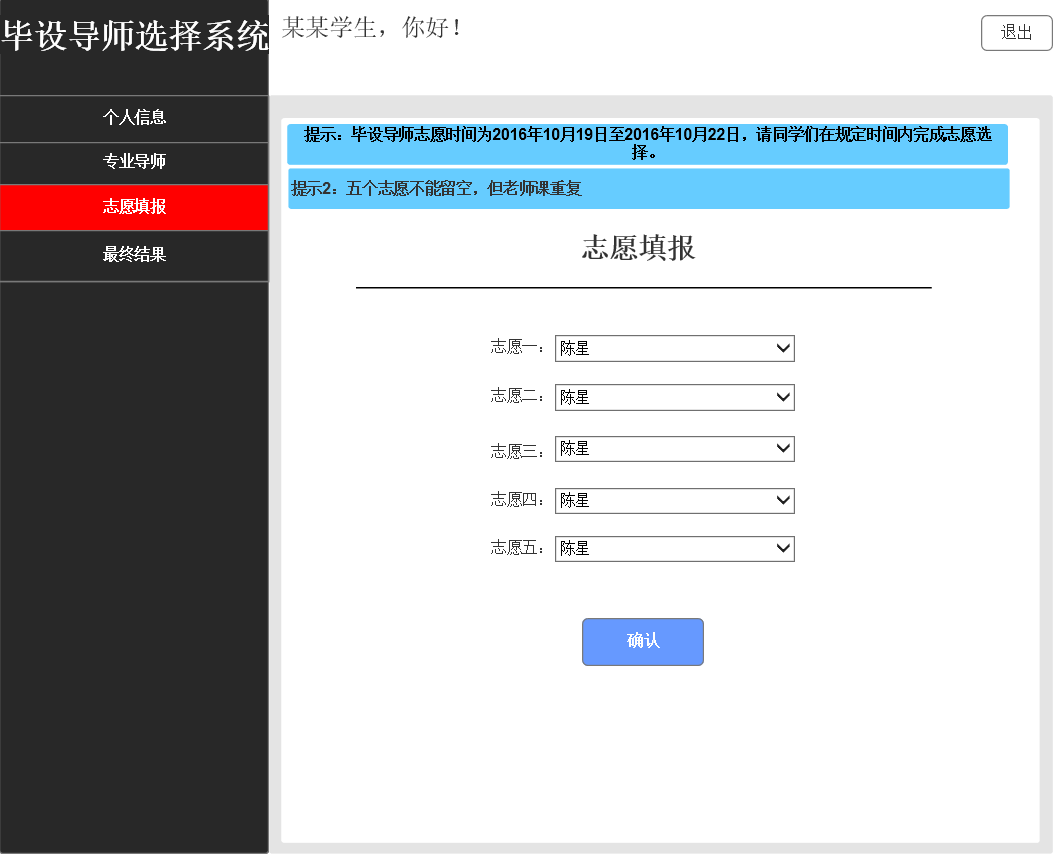 毕设导师选择系统
某某学生，你好！
退出
个人信息
专业导师
志愿填报
最终结果
提示：毕设导师志愿时间为2016年10月19日至2016年10月22日，请同学们在规定时间内完成志愿选
择。
提示2：五个志愿不能留空，但老师课重复
志愿填报
志愿一： 陈星
志愿二： 陈星
志愿三： 陈星
志愿四： 陈星
志愿五： 陈星
确认